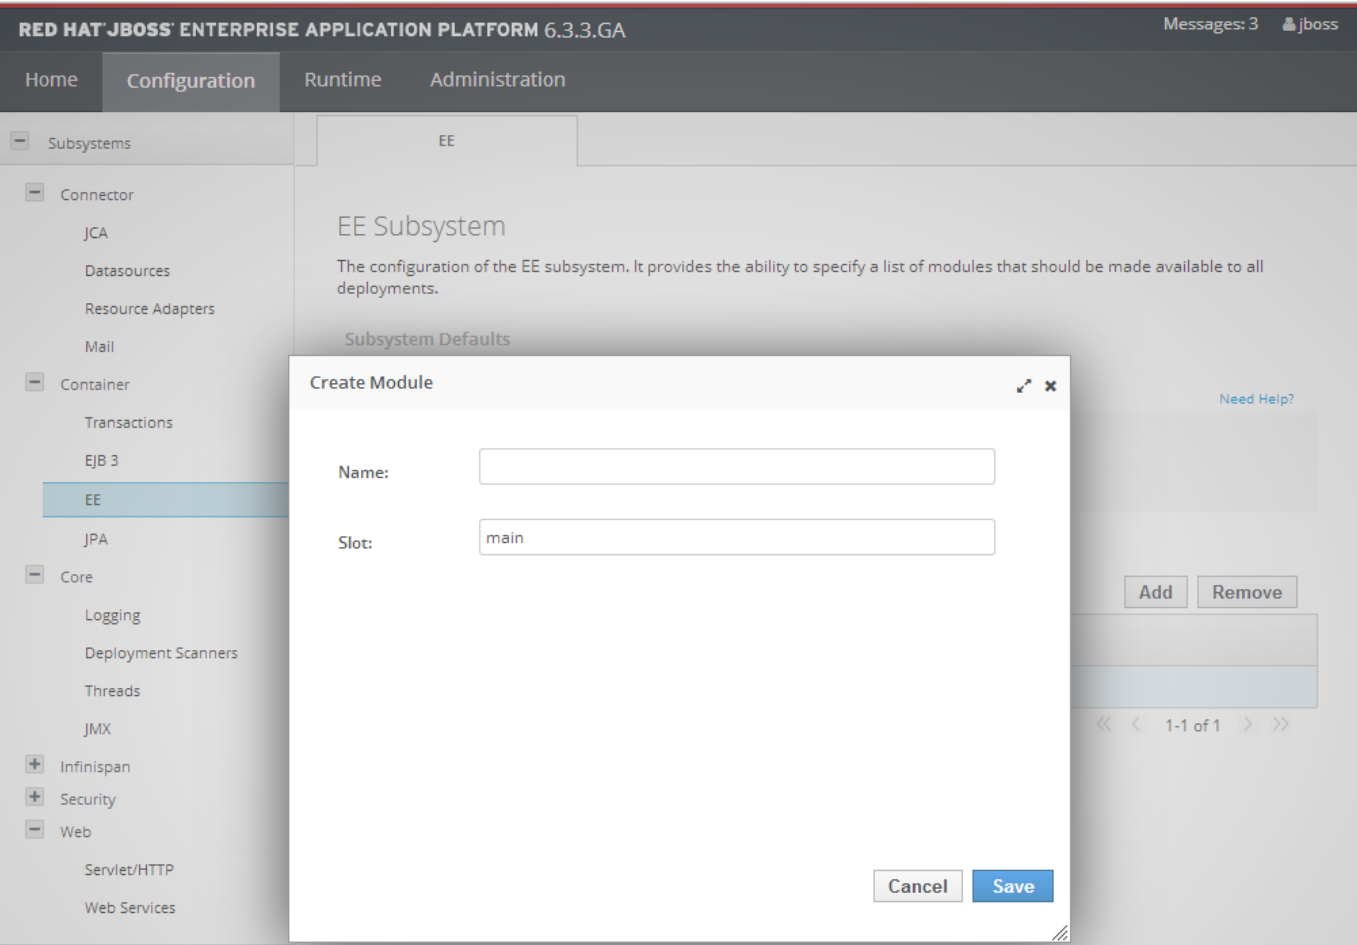 RED HAT JBOSS ENTERPRISE APPLICATION PLATFORM 6.3.3.GA
Messages: 3 jboss
Home Configuration Runtime Administration
Subsystems
Connector
JCA
Datasources
Resource Adapters
Mail
Container
Transactions
EJB 3
EE
JPA
Core
Logging
Deployment Scanners
Threads
JMX
Infinispan
Security
Web
Servlet/HTTP
Web Services
EE
EE Subsystem
The configuration of the EE subsystem. It provides the ability to specify a list of modules that should be made available to all
deployments.
Subsystem Defaults
Need Help?
Add Remove
1-1 of 1
Create Module
Name:
Slot: main
Cancel Save